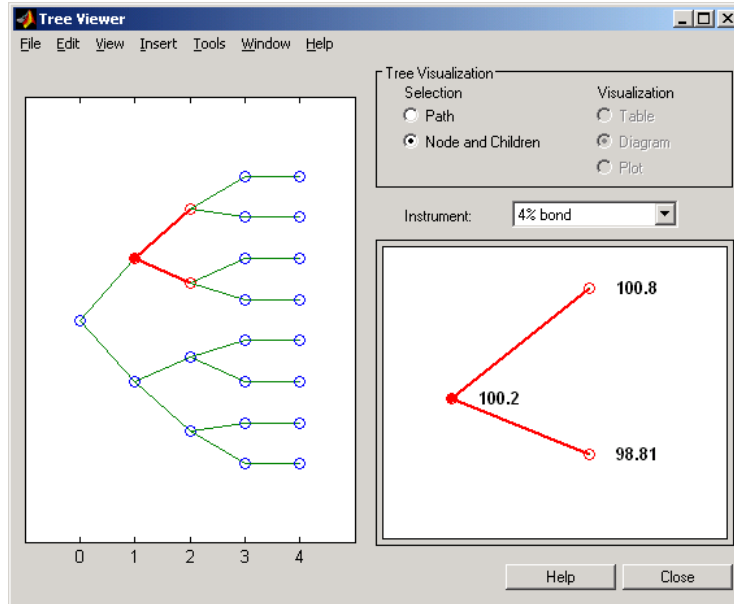 Tree Viewer
File Edit View Insert Tools Window Help
Tree Visualization
Selection
Visualization
Path
Table
Node and Children
Diagram
Plot
Instrument:
4% bond
100.8
100.2
98.81
0 1 2 3 4
Help
Close